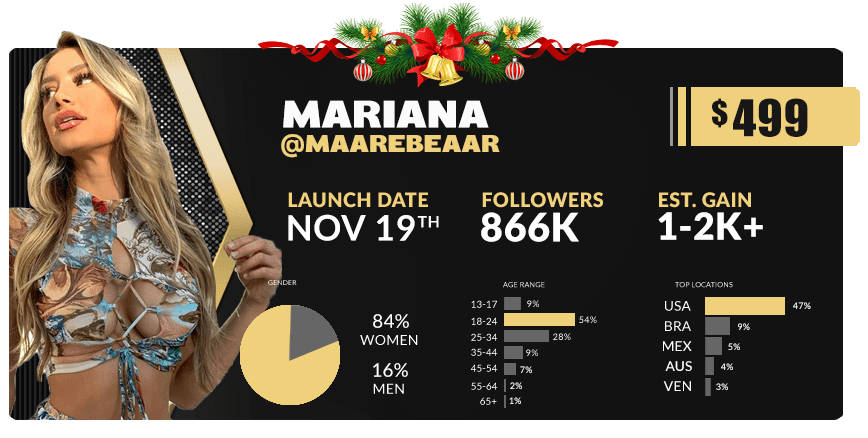 MARIANA
@MAAREBEAAR
$499
LAUNCH DATE
NOV 19TH
FOLLOWERS
866K
EST. GAIN
1-2K+
GENDER
84%
WOMEN
16%
MEN
AGE RANGE
13-17 9%
18-24 54%
25-34 28%
35-44 9%
45-54 7%
55-64 2%
65+ 1%
TOP LOCATIONS
USA 47%
BRA 9%
MEX 5%
AUS 4%
VEN 3%